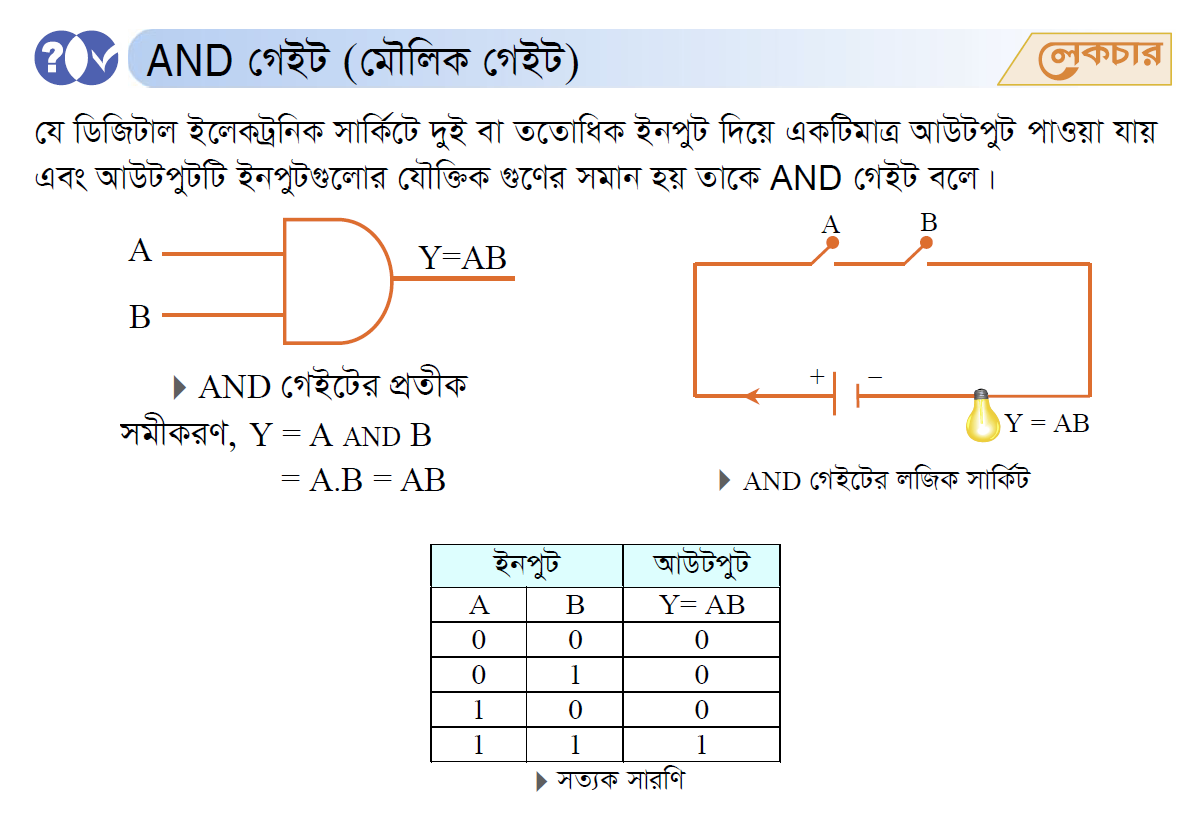 AND গেইট (মৌলিক গেইট)
লেকচার
যে ডিজিটাল ইলেকট্রনিক সার্কিটে দুই বা ততোধিক ইনপুট দিয়ে একটিমাত্র আউটপুট পাওয়া যায়
এবং আউটপুটটি ইনপুটগুলোর যৌক্তিক গুণের সমান হয় তাকে AND গেইট বলে।
A
B
Y=AB
AND গেইটের প্রতীক
সমীকরণ, Y = A AND B
= A.B = AB
A B
+ −
Y = AB
AND গেইটের লজিক সার্কিট
ইনপুট আউটপুট
A B Y= AB
0 0 0
0 1 0
1 0 0
1 1 1
সত্যক সারণি